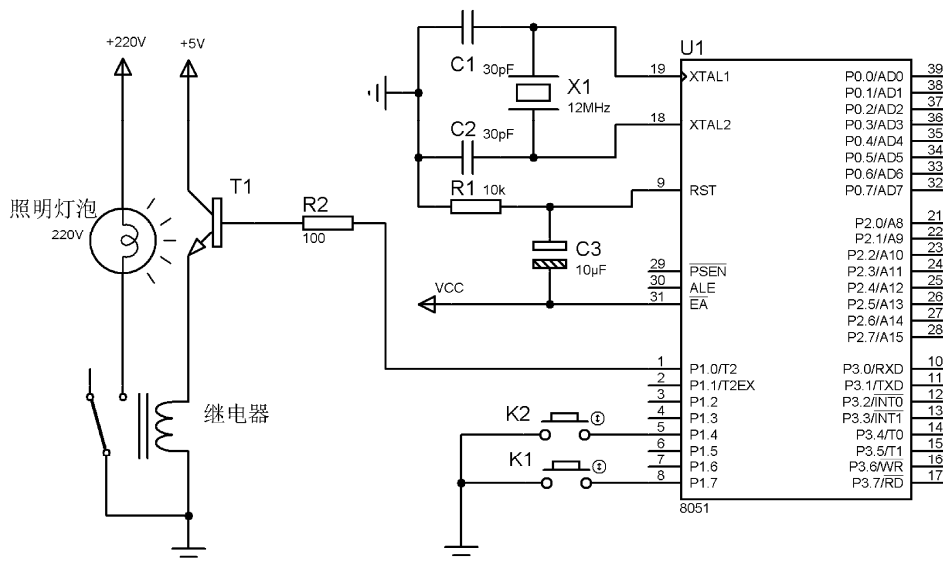 +220V
+5V
照明灯泡
220V
T1
R2
100
继电器
C1 30pF
X1
12MHz
C2 30pF
R1 10k
C3
10µF
VCC
K2
K1
U1
19 XTAL1
18 XTAL2
9 RST
29 PSEN
30 ALE
31 EA
1 P1.0/T2
2 P1.1/T2EX
3 P1.2
4 P1.3
5 P1.4
6 P1.5
7 P1.6
8 P1.7
P0.0/AD0 39
P0.1/AD1 38
P0.2/AD2 37
P0.3/AD3 36
P0.4/AD4 35
P0.5/AD5 34
P0.6/AD6 33
P0.7/AD7 32
P2.0/A8 21
P2.1/A9 22
P2.2/A10 23
P2.3/A11 24
P2.4/A12 25
P2.5/A13 26
P2.6/A14 27
P2.7/A15 28
P3.0/RXD 10
P3.1/TXD 11
P3.2/INT0 12
P3.3/INT1 13
P3.4/T0 14
P3.5/T1 15
P3.6/WR 16
P3.7/RD 17
8051